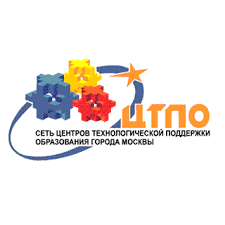 ЦТПО
СЕТЬ ЦЕНТРОВ ТЕХНОЛОГИЧЕСКОЙ ПОДДЕРЖКИ
ОБРАЗОВАНИЯ ГОРОДА МОСКВЫ